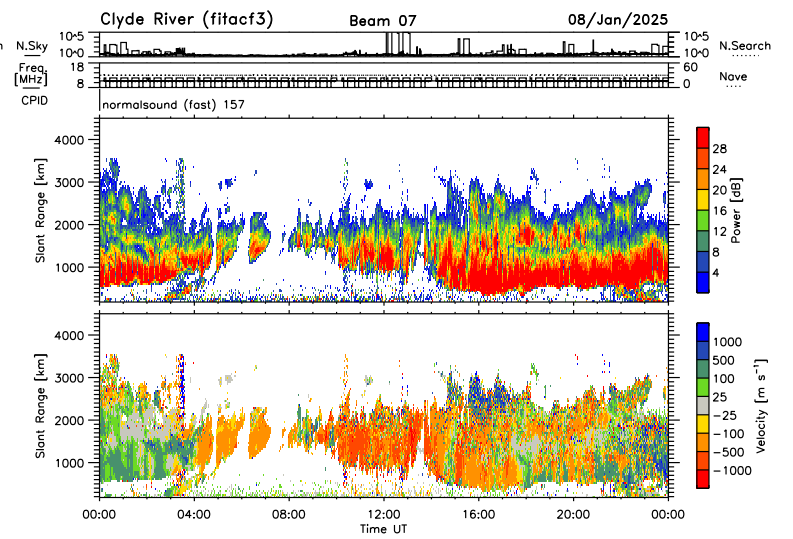 Clyde River (fitacf3) Beam 07 08/Jan/2025
N.Sky 10^5 10^0 10^5 10^0 N.Search
Freq. [MHz] 18 8 60 0 Nave
CPID normalsound (fast) 157
Slant Range [km] 4000 3000 2000 1000
28 24 20 16 12 8 4 Power [dB]
Slant Range [km] 4000 3000 2000 1000
1000 500 100 25 -25 -100 -500 -1000 Velocity [m s⁻¹]
00:00 04:00 08:00 12:00 16:00 20:00 00:00
Time UT